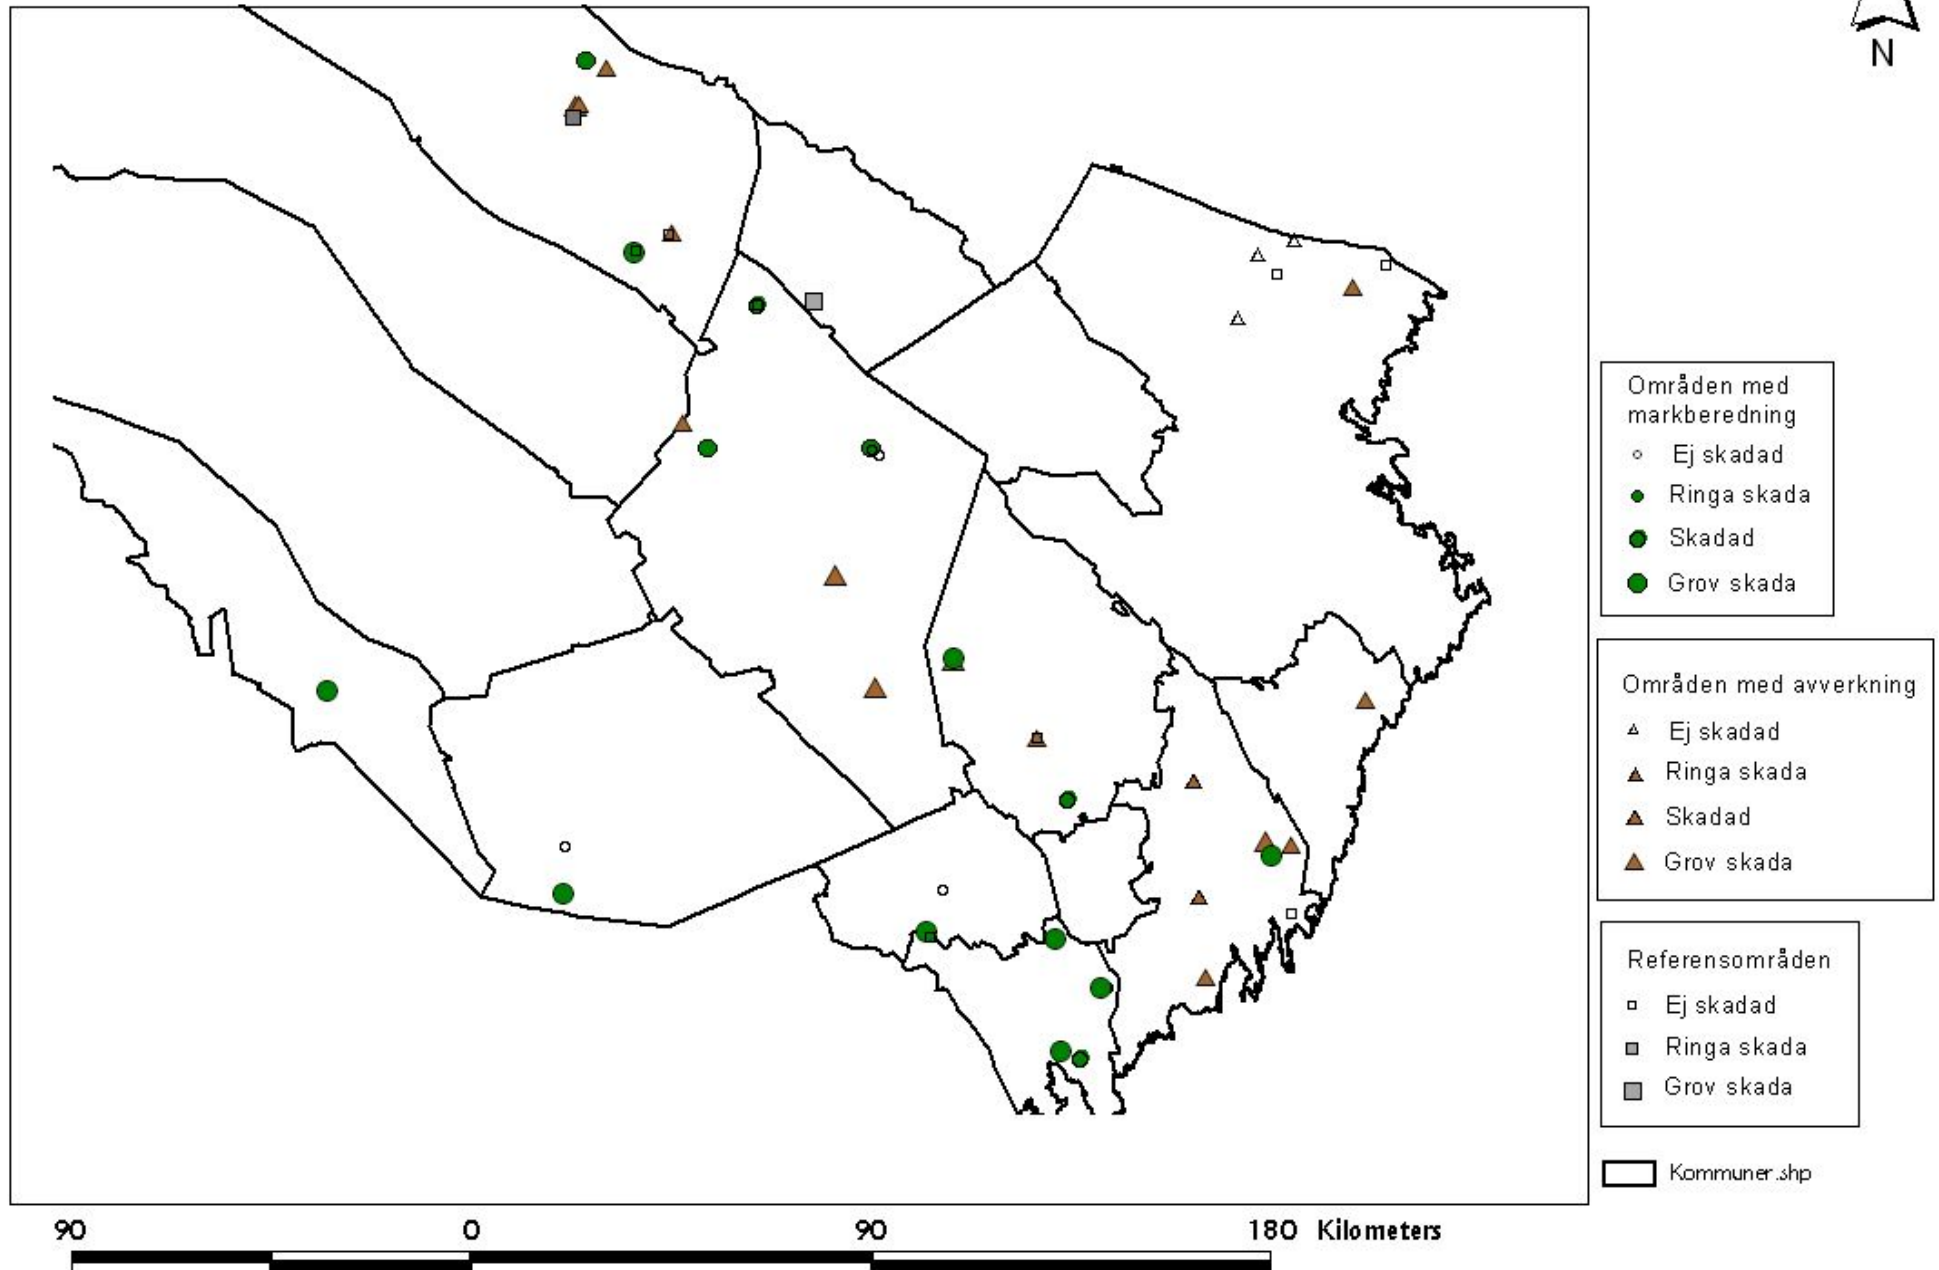 N
Områden med
markberedning
Ej skadad
Ringa skada
Skadad
Grov skada
Områden med avverkning
Ej skadad
Ringa skada
Skadad
Grov skada
Referensområden
Ej skadad
Ringa skada
Grov skada
Kommuner.shp
90 0 90 180 Kilometers